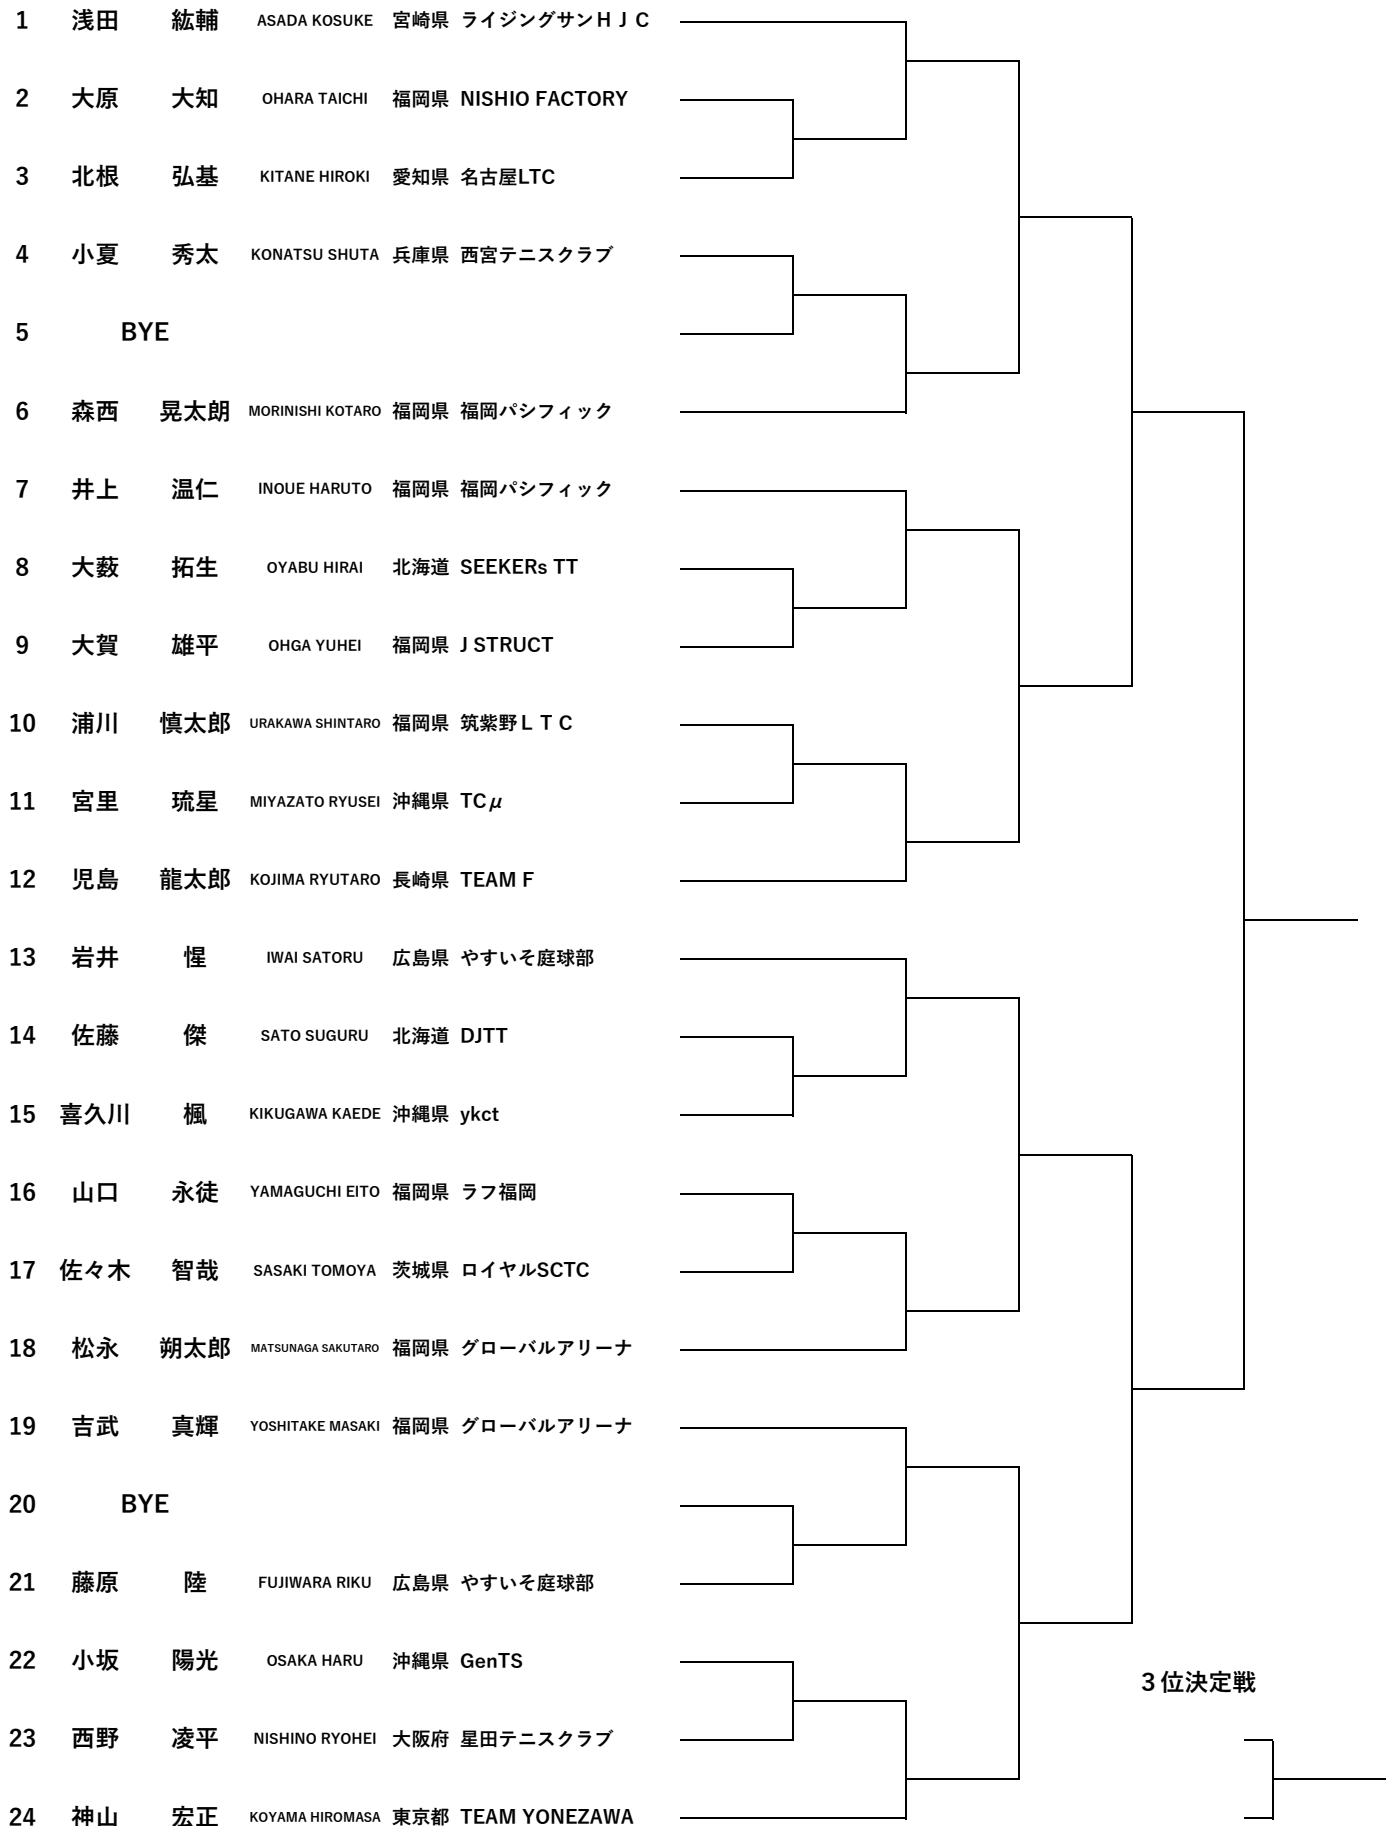 1 浅田 紘輔 ASADA KOSUKE 宮崎県 ライジングサンＨＪＣ
2 大原 大知 OHARA TAICHI 福岡県 NISHIO FACTORY
3 北根 弘基 KITANE HIROKI 愛知県 名古屋LTC
4 小夏 秀太 KONATSU SHUTA 兵庫県 西宮テニスクラブ
5 BYE
6 森西 晃太朗 MORINISHI KOTARO 福岡県 福岡パシフィック
7 井上 温仁 INOUE HARUTO 福岡県 福岡パシフィック
8 大薮 拓生 OYABU HIRAI 北海道 SEEKERs TT
9 大賀 雄平 OHGA YUHEI 福岡県 J STRUCT
10 浦川 慎太郎 URAKAWA SHINTARO 福岡県 筑紫野ＬＴＣ
11 宮里 琉星 MIYAZATO RYUSEI 沖縄県 TCμ
12 児島 龍太郎 KOJIMA RYUTARO 長崎県 TEAM F
13 岩井 惺 IWAI SATORU 広島県 やすいそ庭球部
14 佐藤 傑 SATO SUGURU 北海道 DJTT
15 喜久川 楓 KIKUGAWA KAEDE 沖縄県 ykct
16 山口 永徒 YAMAGUCHI EITO 福岡県 ラフ福岡
17 佐々木 智哉 SASAKI TOMOYA 茨城県 ロイヤルSCTC
18 松永 朔太郎 MATSUNAGA SAKUTARO 福岡県 グローバルアリーナ
19 吉武 真輝 YOSHITAKE MASAKI 福岡県 グローバルアリーナ
20 BYE
21 藤原 陸 FUJIWARA RIKU 広島県 やすいそ庭球部
22 小坂 陽光 OSAKA HARU 沖縄県 GenTS
３位決定戦
23 西野 凌平 NISHINO RYOHEI 大阪府 星田テニスクラブ
24 神山 宏正 KOYAMA HIROMASA 東京都 TEAM YONEZAWA